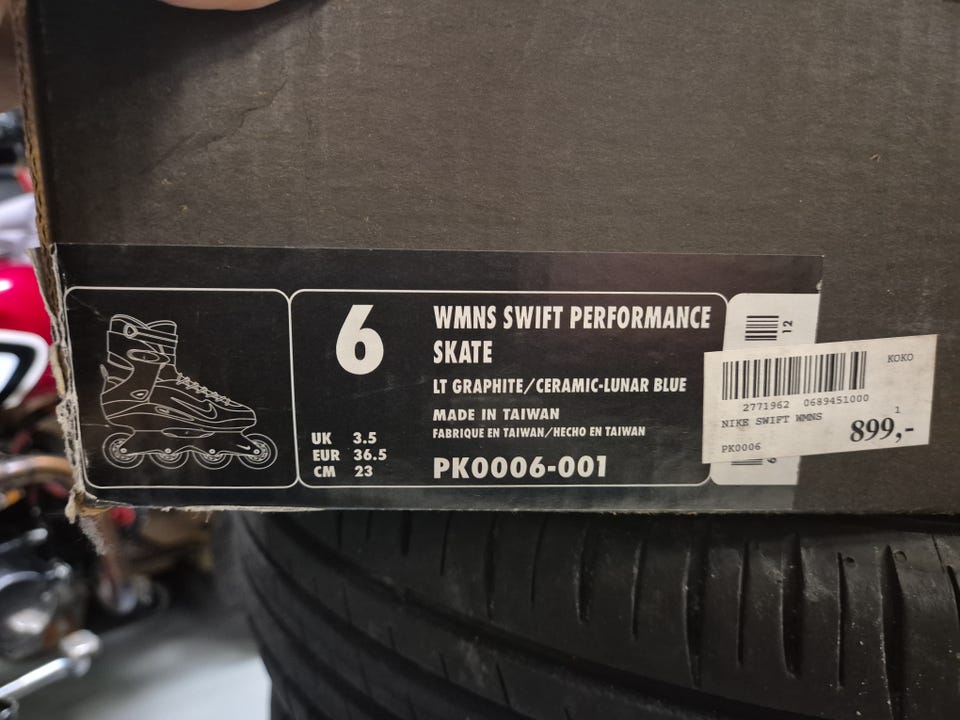 6
WMNS SWIFT PERFORMANCE
SKATE
LT GRAPHITE/CERAMIC-LUNAR BLUE
MADE IN TAIWAN
FABRIQUE EN TAIWAN/HECHO EN TAIWAN
UK 3.5
EUR 36.5
CM 23
PK0006-001
12
6
KOKO
2771962 0689451000
NIKE SWIFT WMNS
1
899,-
PK0006